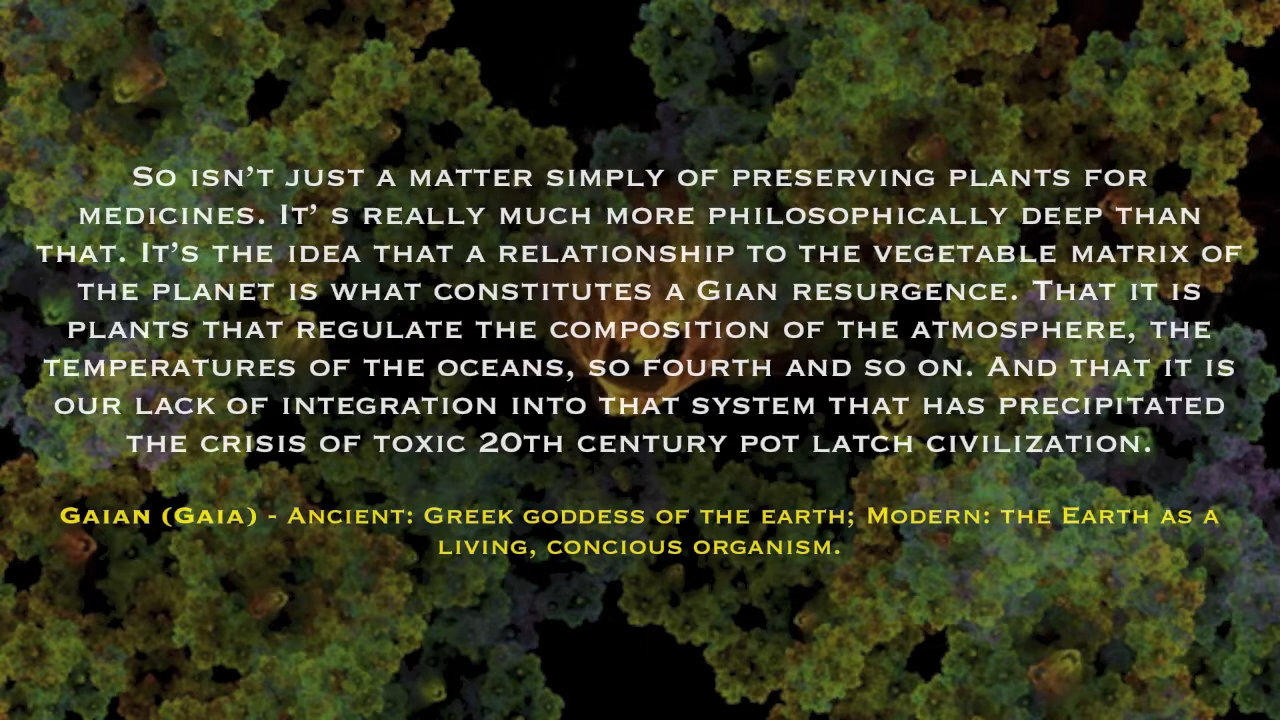 So isn't just a matter simply of preserving plants for
medicines. It' s really much more philosophically deep than
that. It's the idea that a relationship to the vegetable matrix of
the planet is what constitutes a Gian resurgence. That it is
plants that regulate the composition of the atmosphere, the
temperatures of the oceans, so fourth and so on. And that it is
our lack of integration into that system that has precipitated
the crisis of toxic 20th century pot latch civilization.
Gaian (Gaia) - Ancient: Greek goddess of the earth; Modern: the Earth as a
living, concious organism.